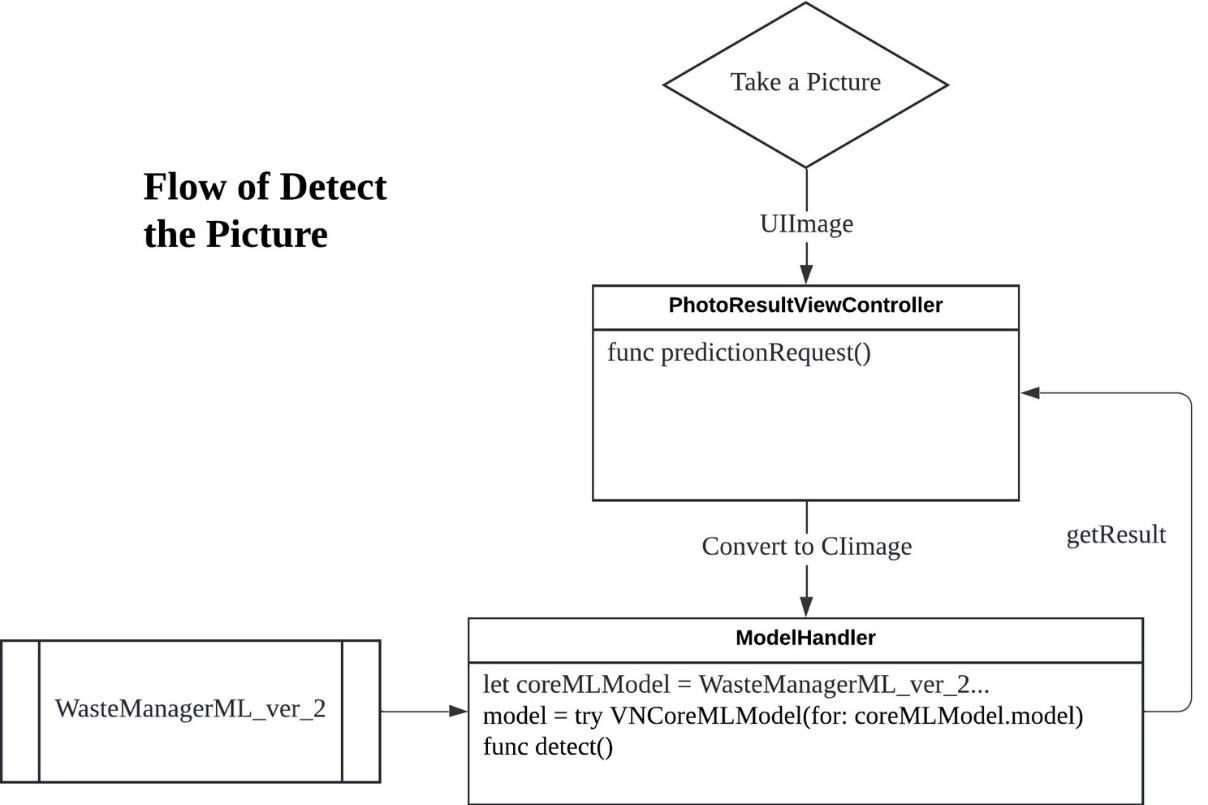 Take a Picture
Flow of Detect
the Picture
UIImage
PhotoResultViewController
func predictionRequest()
Convert to CIimage
getResult
ModelHandler
let coreMLModel = WasteManagerML_ver_2...
model = try VNCoreMLModel(for: coreMLModel.model)
func detect()
WasteManagerML_ver_2